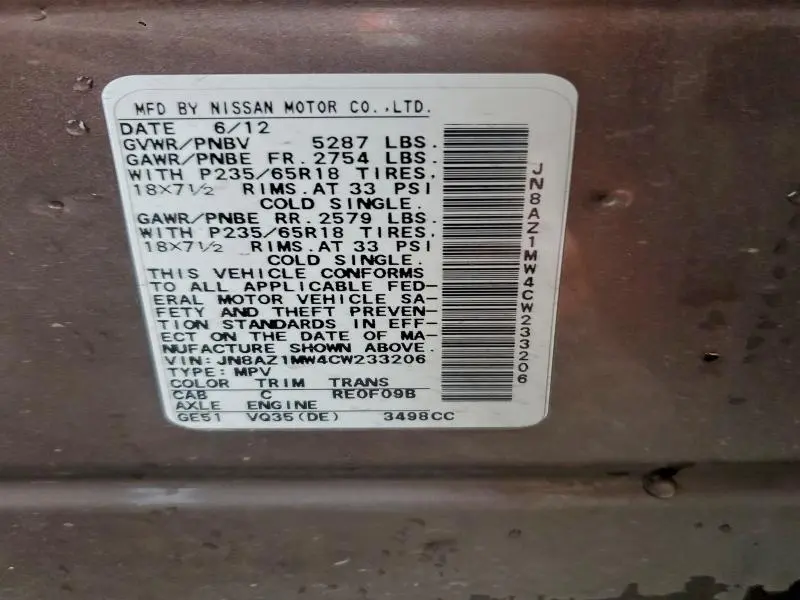 MFD BY NISSAN MOTOR CO.,LTD.
DATE 6/12
GVWR/PNBV 5287 LBS.
GAWR/PNBE FR. 2754 LBS.
WITH P235/65R18 TIRES.
18×7½ RIMS. AT 33 PSI
COLD SINGLE.
GAWR/PNBE RR. 2579 LBS.
WITH P235/65R18 TIRES.
18×7½ RIMS. AT 33 PSI
COLD SINGLE.
THIS VEHICLE CONFORMS
TO ALL APPLICABLE FED-
ERAL MOTOR VEHICLE SA-
FETY AND THEFT PREVEN-
TION STANDARDS IN EFF-
ECT ON THE DATE OF MA-
NUFACTURE SHOWN ABOVE.
VIN: JN8AZ1MW4CW233206
TYPE: MPV
COLOR TRIM TRANS
CAB C RE0F09B
AXLE ENGINE
GE51 VQ35(DE) 3498CC
JN8AZ1MW4CW233206